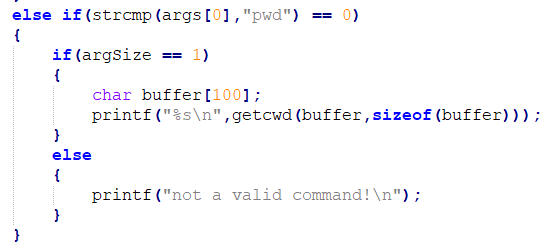 else if(strcmp(args[0],"pwd") == 0)
{
if(argSize == 1)
{
char buffer[100];
printf("%s\n",getcwd(buffer,sizeof(buffer)));
}
else
{
printf("not a valid command!\n");
}
}